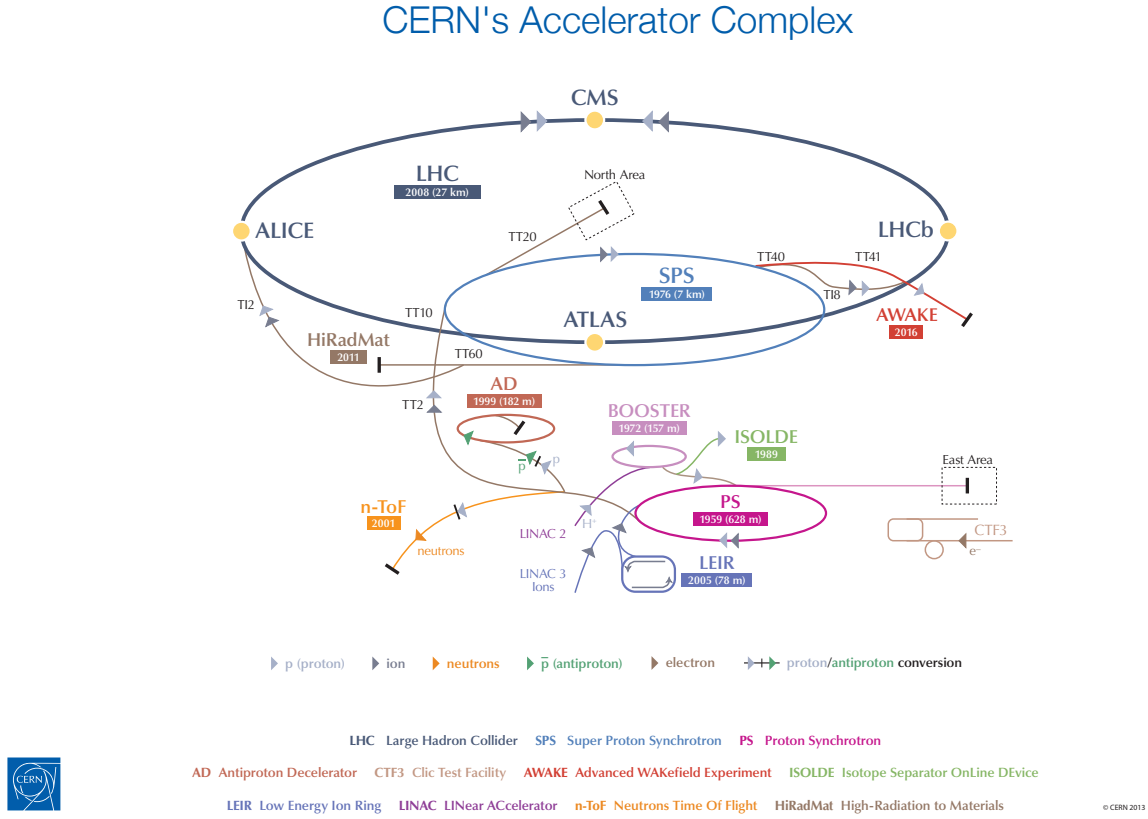 CERN's Accelerator Complex
CMS
LHC
2008 (27 km)
North Area
ALICE
LHCb
TT20
TT40
TT41
SPS
1976 (7 km)
TI8
TI2
TT10
ATLAS
AWAKE
2016
HiRadMat
2011
TT60
AD
1999 (182 m)
TT2
BOOSTER
1972 (157 m)
ISOLDE
1989
p̅
p
East Area
n-ToF
2001
PS
1959 (628 m)
LINAC 2
H⁺
neutrons
CTF3
e⁻
LEIR
2005 (78 m)
LINAC 3
Ions
p (proton)
ion
neutrons
p̅ (antiproton)
electron
proton/antiproton conversion
LHC Large Hadron Collider SPS Super Proton Synchrotron PS Proton Synchrotron
AD Antiproton Decelerator CTF3 Clic Test Facility AWAKE Advanced WAKefield Experiment ISOLDE Isotope Separator OnLine DEvice
LEIR Low Energy Ion Ring LINAC LINear ACcelerator n-ToF Neutrons Time Of Flight HiRadMat High-Radiation to Materials
CERN
© CERN 2013